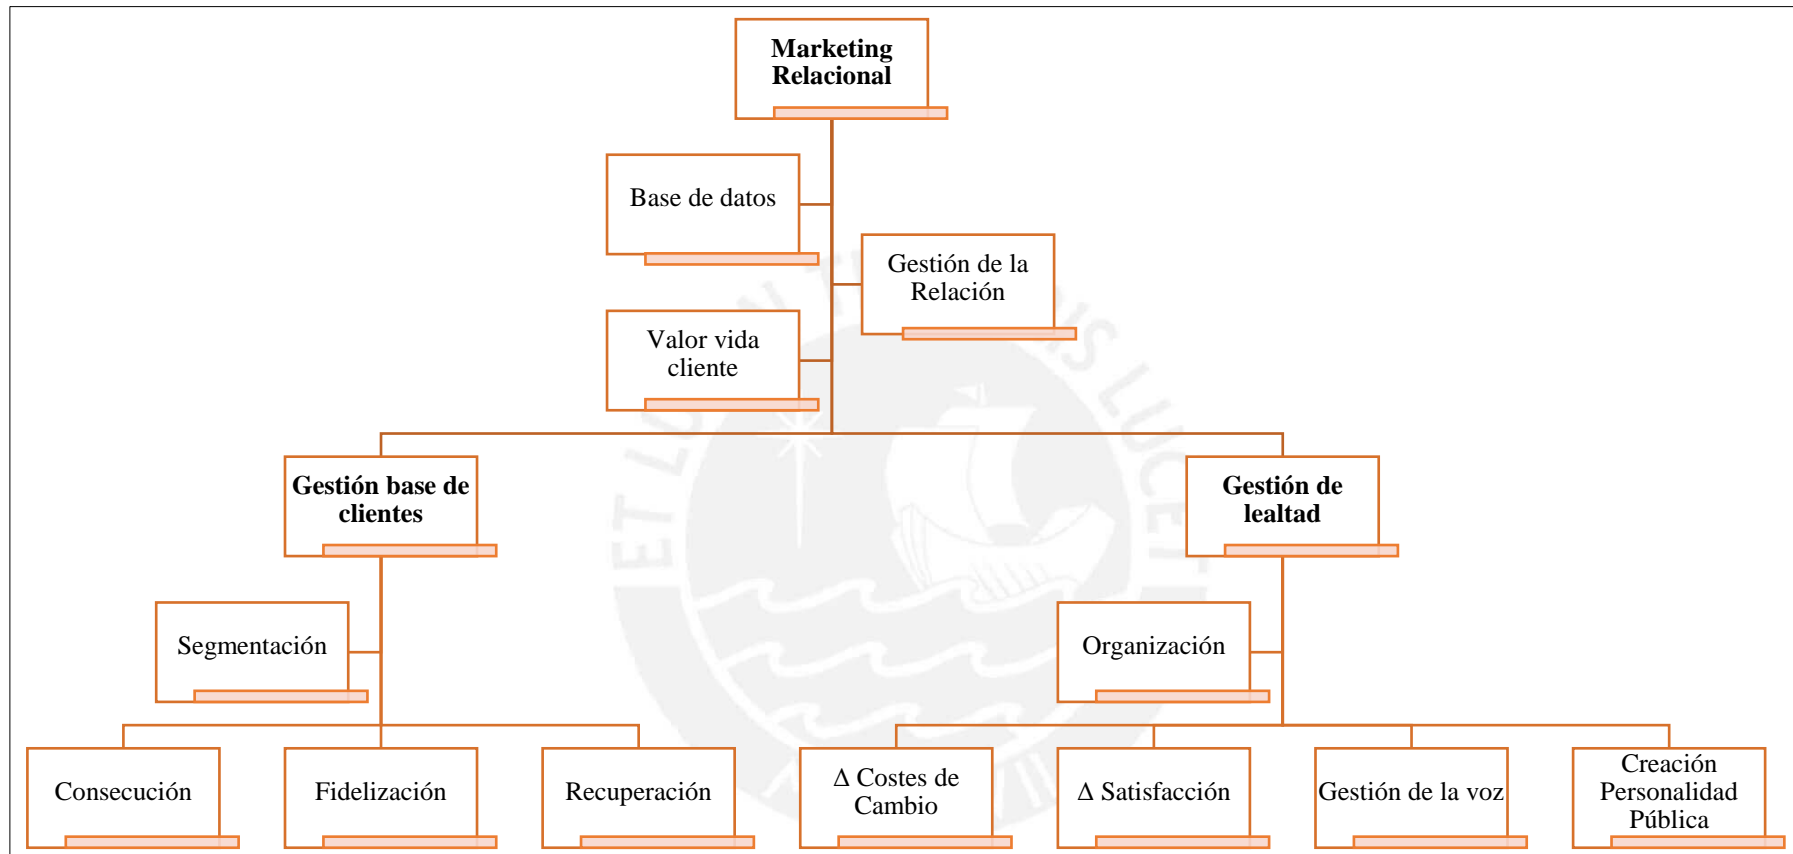 Marketing
Relacional
Base de datos
Gestión de la
Relación
Valor vida
cliente
Gestión base de
clientes
Gestión de
lealtad
Segmentación
Organización
Consecución
Fidelización
Recuperación
Δ Costes de
Cambio
Δ Satisfacción
Gestión de la voz
Creación
Personalidad
Pública